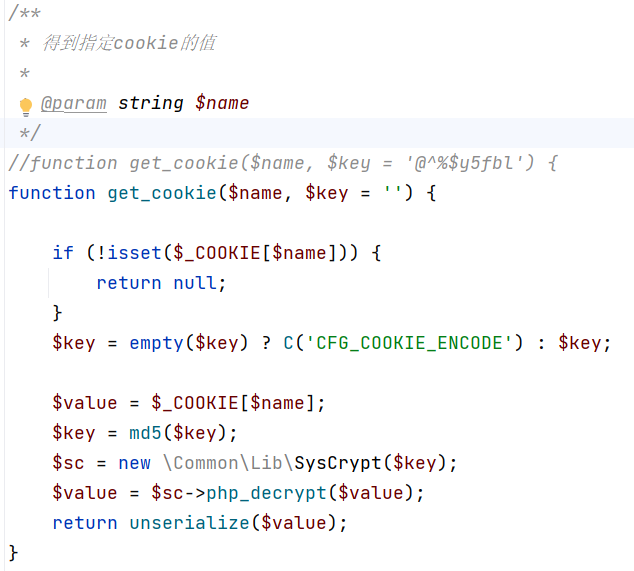 /**
 * 得到指定cookie的值
 *
 * @param string $name
 */
//function get_cookie($name, $key = '@^%$y5fbl') {
function get_cookie($name, $key = '') {
    if (!isset($_COOKIE[$name])) {
        return null;
    }
    $key = empty($key) ? C('CFG_COOKIE_ENCODE') : $key;
    $value = $_COOKIE[$name];
    $key = md5($key);
    $sc = new \Common\Lib\SysCrypt($key);
    $value = $sc->php_decrypt($value);
    return unserialize($value);
}